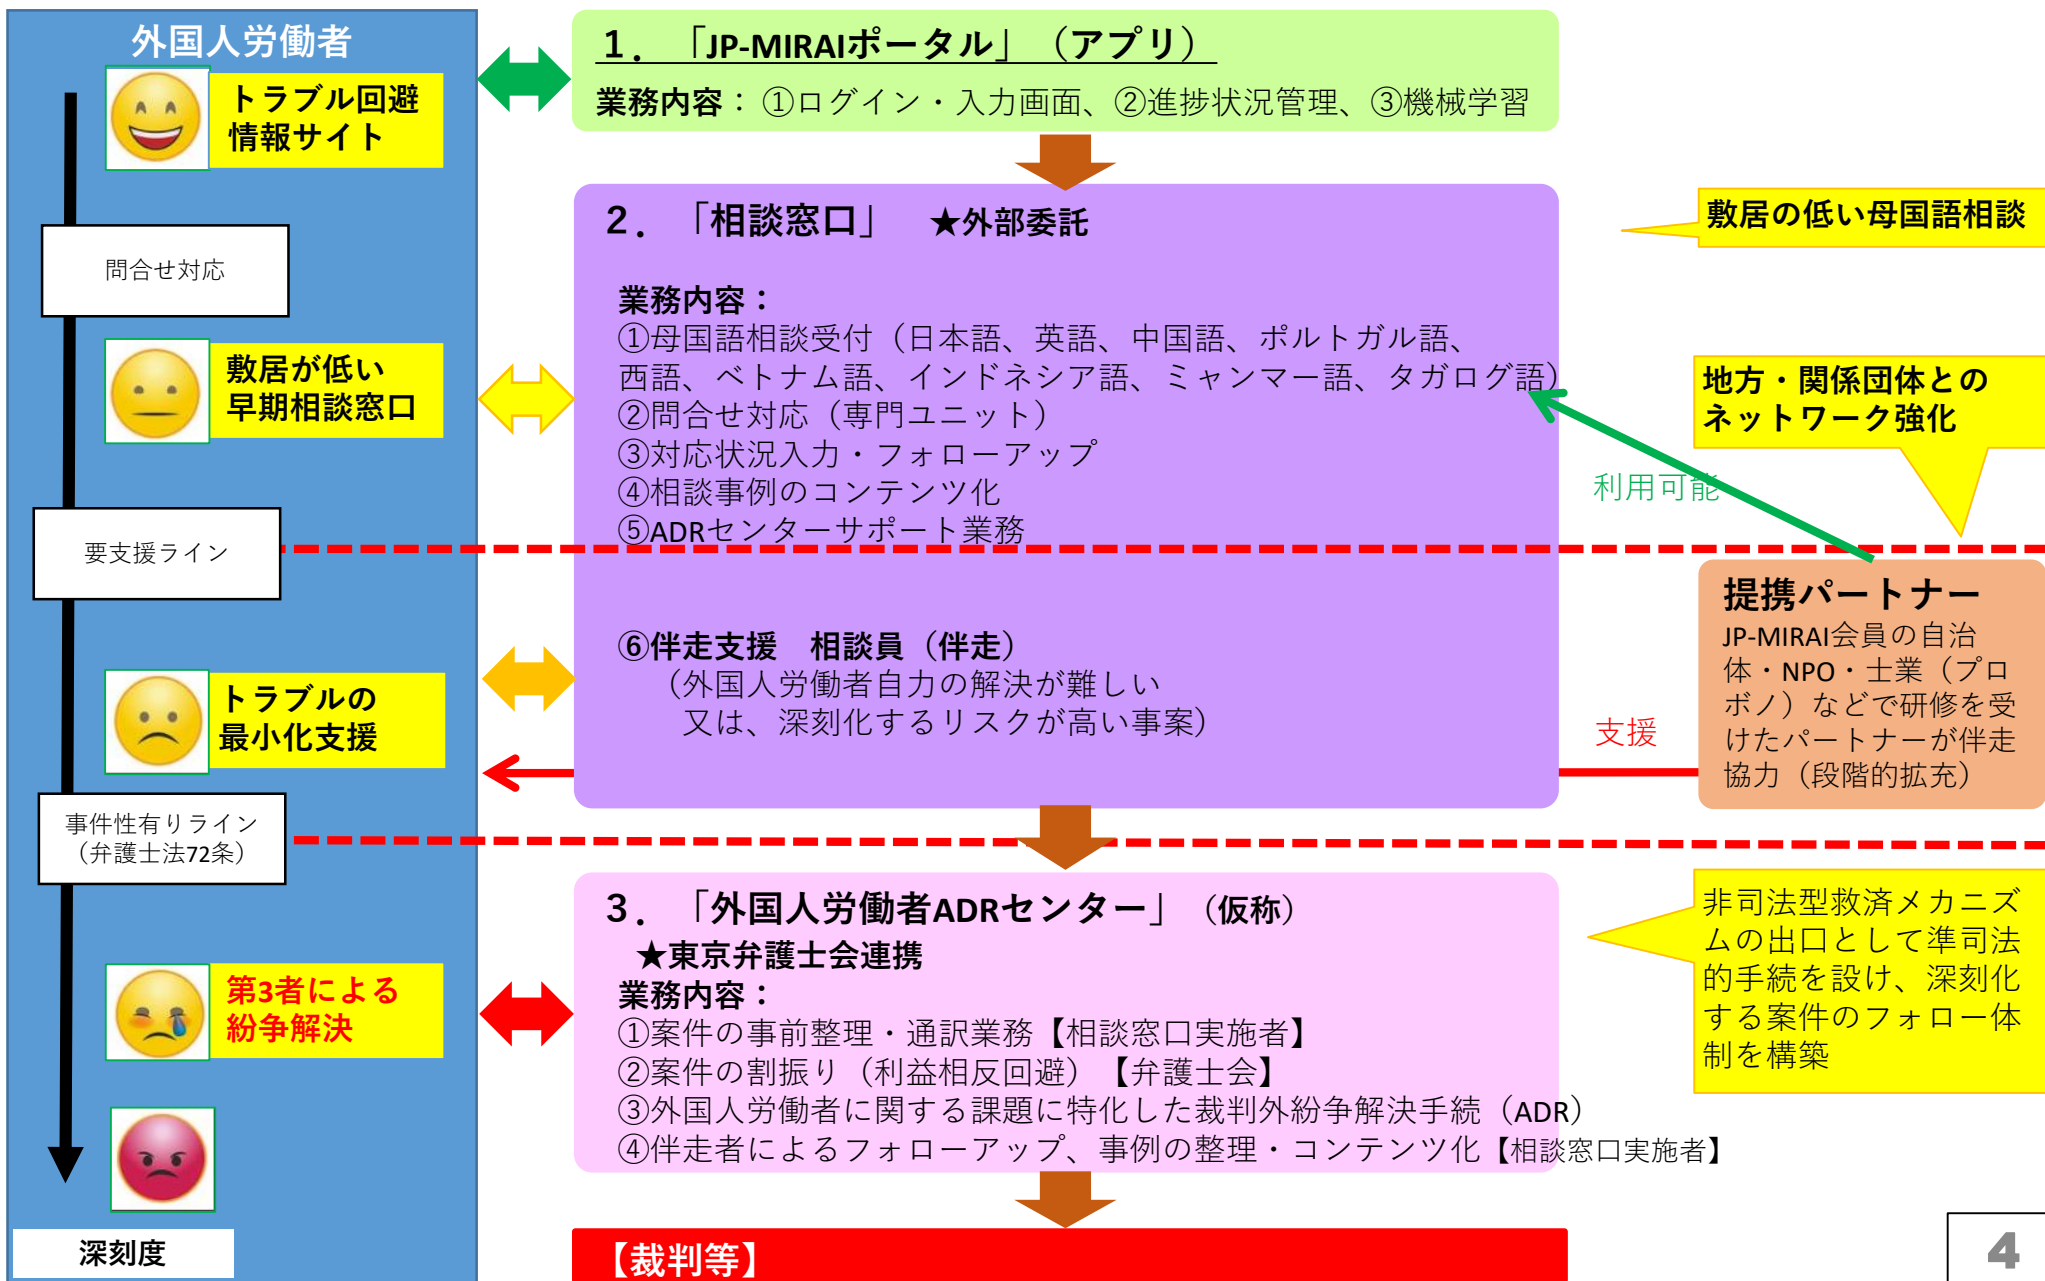 外国人労働者
トラブル回避
情報サイト
問合せ対応
敷居が低い
早期相談窓口
要支援ライン
トラブルの
最小化支援
事件性有りライン
（弁護士法72条）
第3者による
紛争解決
深刻度
１．「JP-MIRAIポータル」（アプリ）
業務内容：①ログイン・入力画面、②進捗状況管理、③機械学習
２．「相談窓口」　★外部委託
業務内容：
①母国語相談受付（日本語、英語、中国語、ポルトガル語、
西語、ベトナム語、インドネシア語、ミャンマー語、タガログ語）
②問合せ対応（専門ユニット）
③対応状況入力・フォローアップ
④相談事例のコンテンツ化
⑤ADRセンターサポート業務
⑥伴走支援　相談員（伴走）
（外国人労働者自力の解決が難しい
又は、深刻化するリスクが高い事案）
３．「外国人労働者ADRセンター」（仮称）
★東京弁護士会連携
業務内容：
①案件の事前整理・通訳業務【相談窓口実施者】
②案件の割振り（利益相反回避）【弁護士会】
③外国人労働者に関する課題に特化した裁判外紛争解決手続（ADR）
④伴走者によるフォローアップ、事例の整理・コンテンツ化【相談窓口実施者】
【裁判等】
敷居の低い母国語相談
地方・関係団体との
ネットワーク強化
利用可能
提携パートナー
JP-MIRAI会員の自治
体・NPO・士業（プロ
ボノ）などで研修を受
けたパートナーが伴走
協力（段階的拡充）
支援
非司法型救済メカニズ
ムの出口として準司法
的手続を設け、深刻化
する案件のフォロー体
制を構築
4